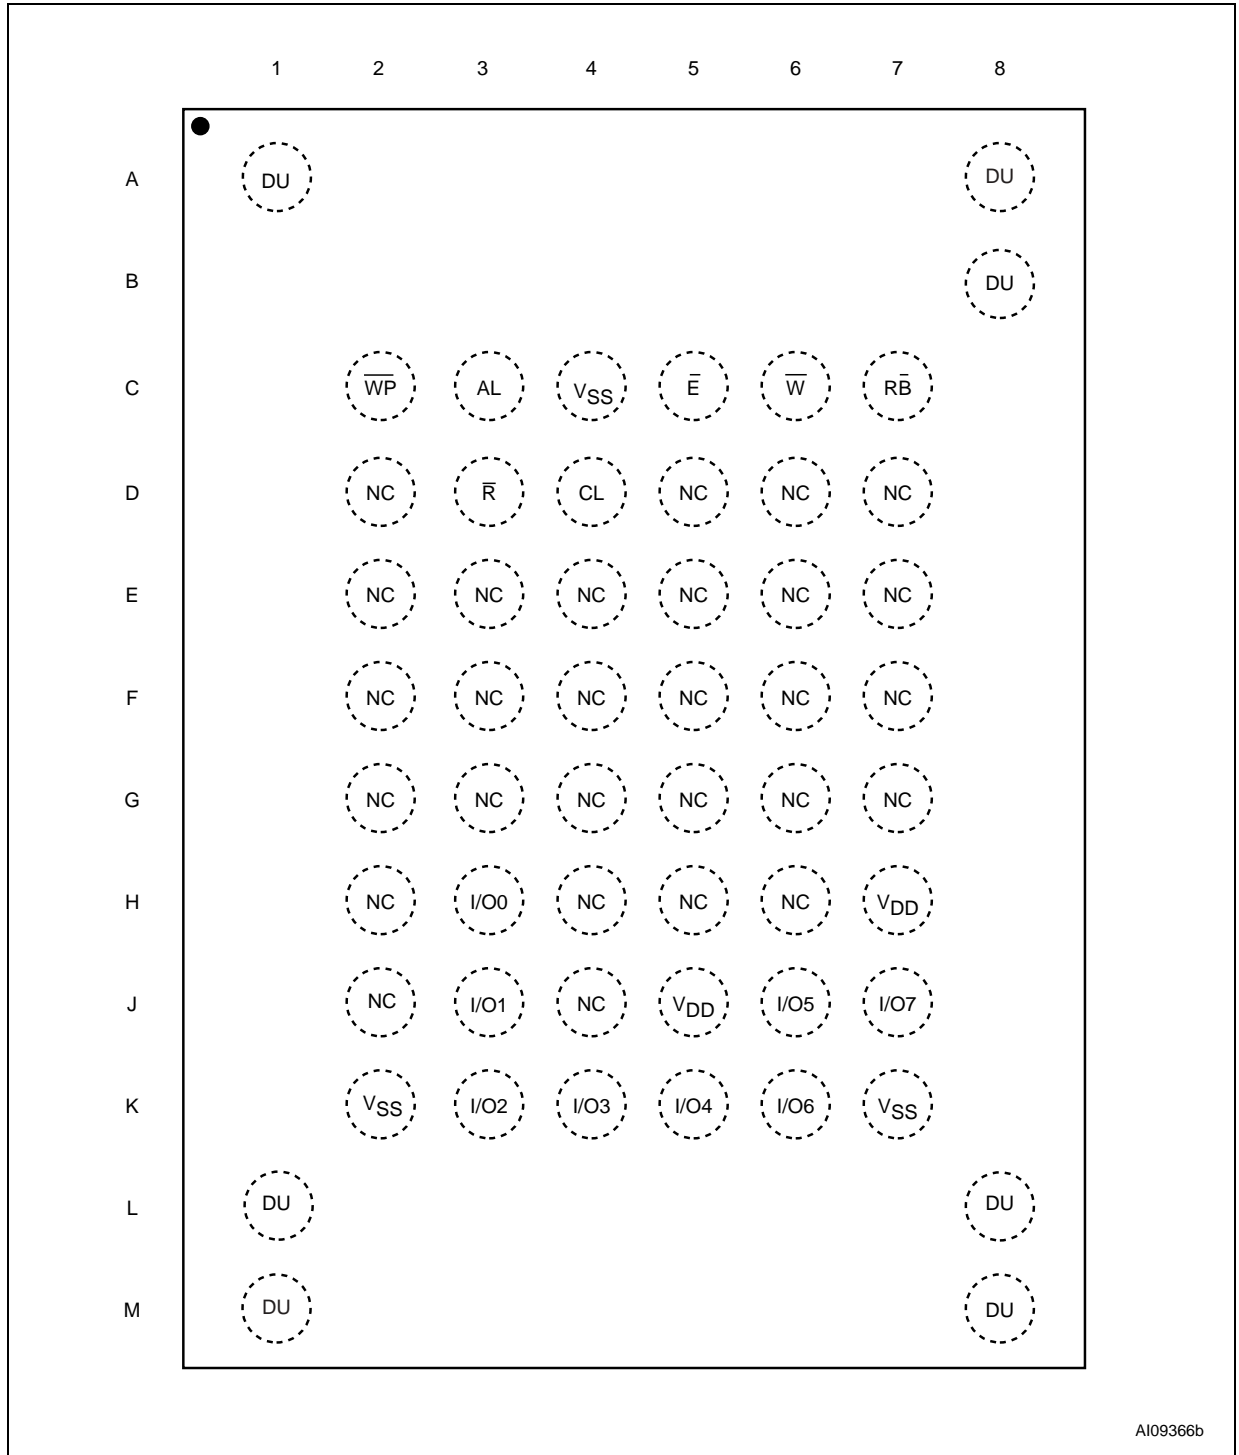 1 2 3 4 5 6 7 8
A DU DU
B DU
C W̅P̅ AL VSS E̅ W̅ RB̅
D NC R̅ CL NC NC NC
E NC NC NC NC NC NC
F NC NC NC NC NC NC
G NC NC NC NC NC NC
H NC I/O0 NC NC NC VDD
J NC I/O1 NC VDD I/O5 I/O7
K VSS I/O2 I/O3 I/O4 I/O6 VSS
L DU DU
M DU DU
AI09366b